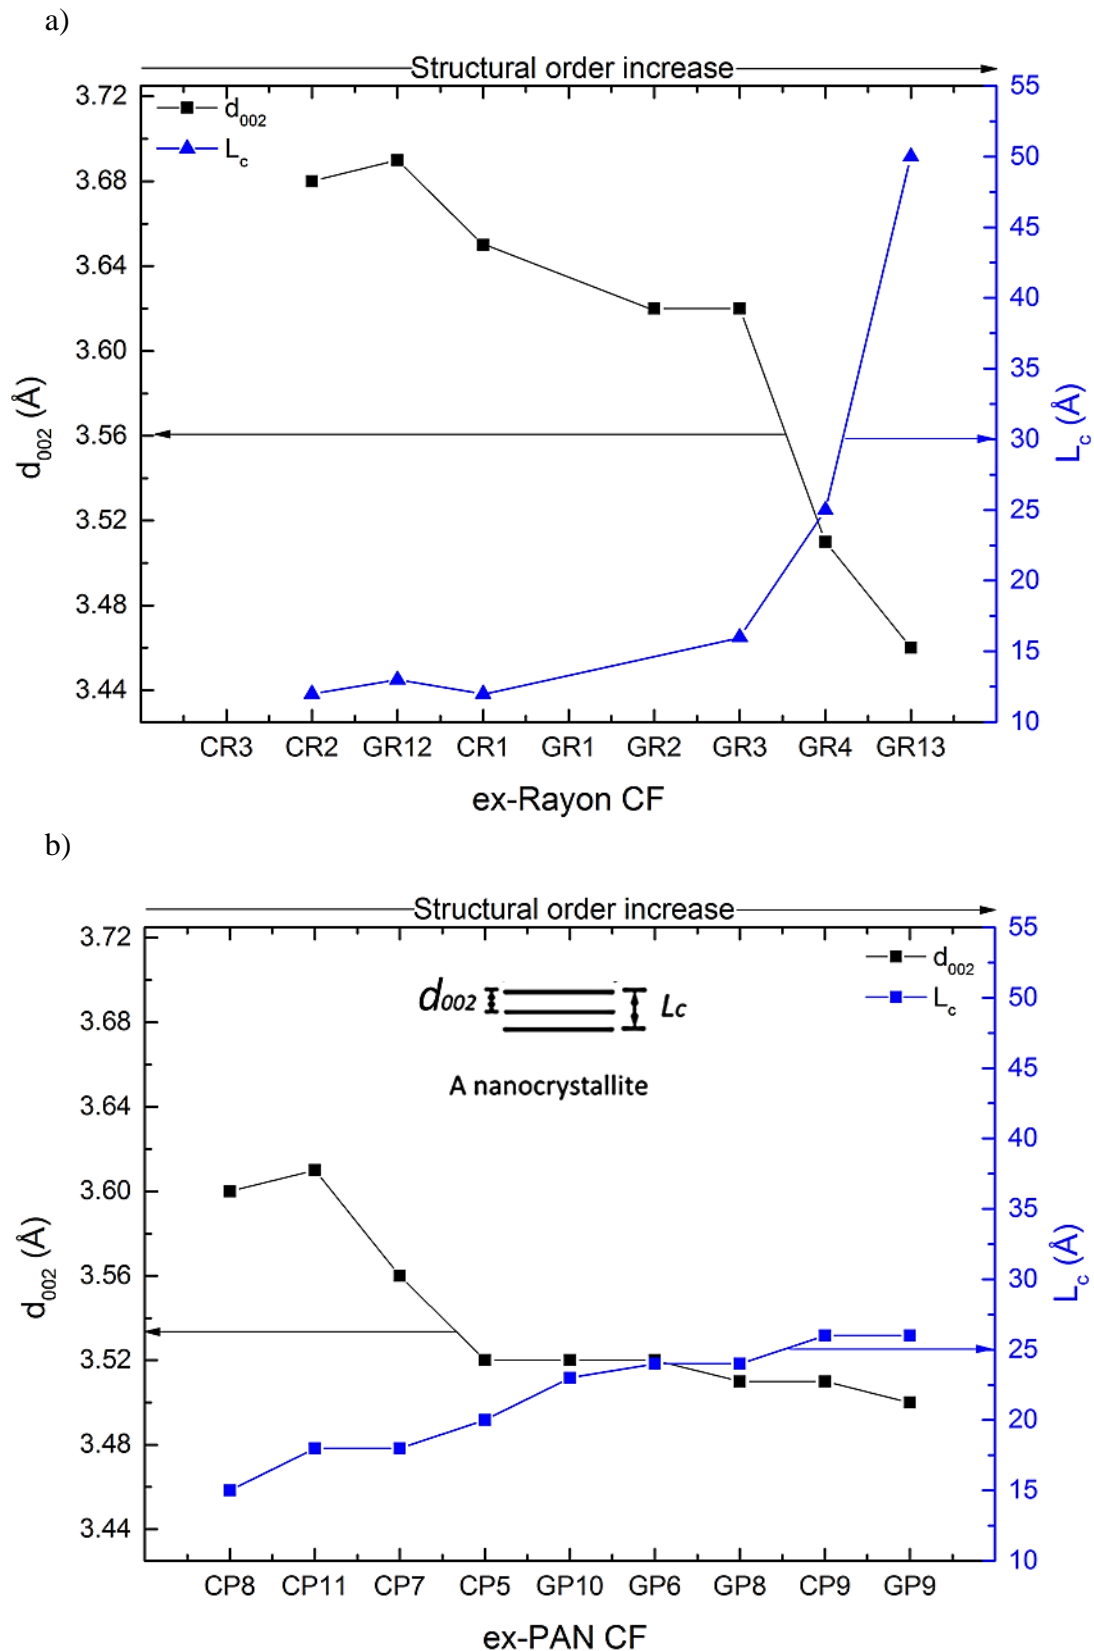 a)
Structural order increase
d002
Lc
3.72
3.68
3.64
3.60
3.56
3.52
3.48
3.44
d002 (Å)
55
50
45
40
35
30
25
20
15
10
Lc (Å)
CR3 CR2 GR12 CR1 GR1 GR2 GR3 GR4 GR13
ex-Rayon CF
b)
Structural order increase
d002
Lc
d002 Lc
A nanocrystallite
3.72
3.68
3.64
3.60
3.56
3.52
3.48
3.44
d002 (Å)
55
50
45
40
35
30
25
20
15
10
Lc (Å)
CP8 CP11 CP7 CP5 GP10 GP6 GP8 CP9 GP9
ex-PAN CF